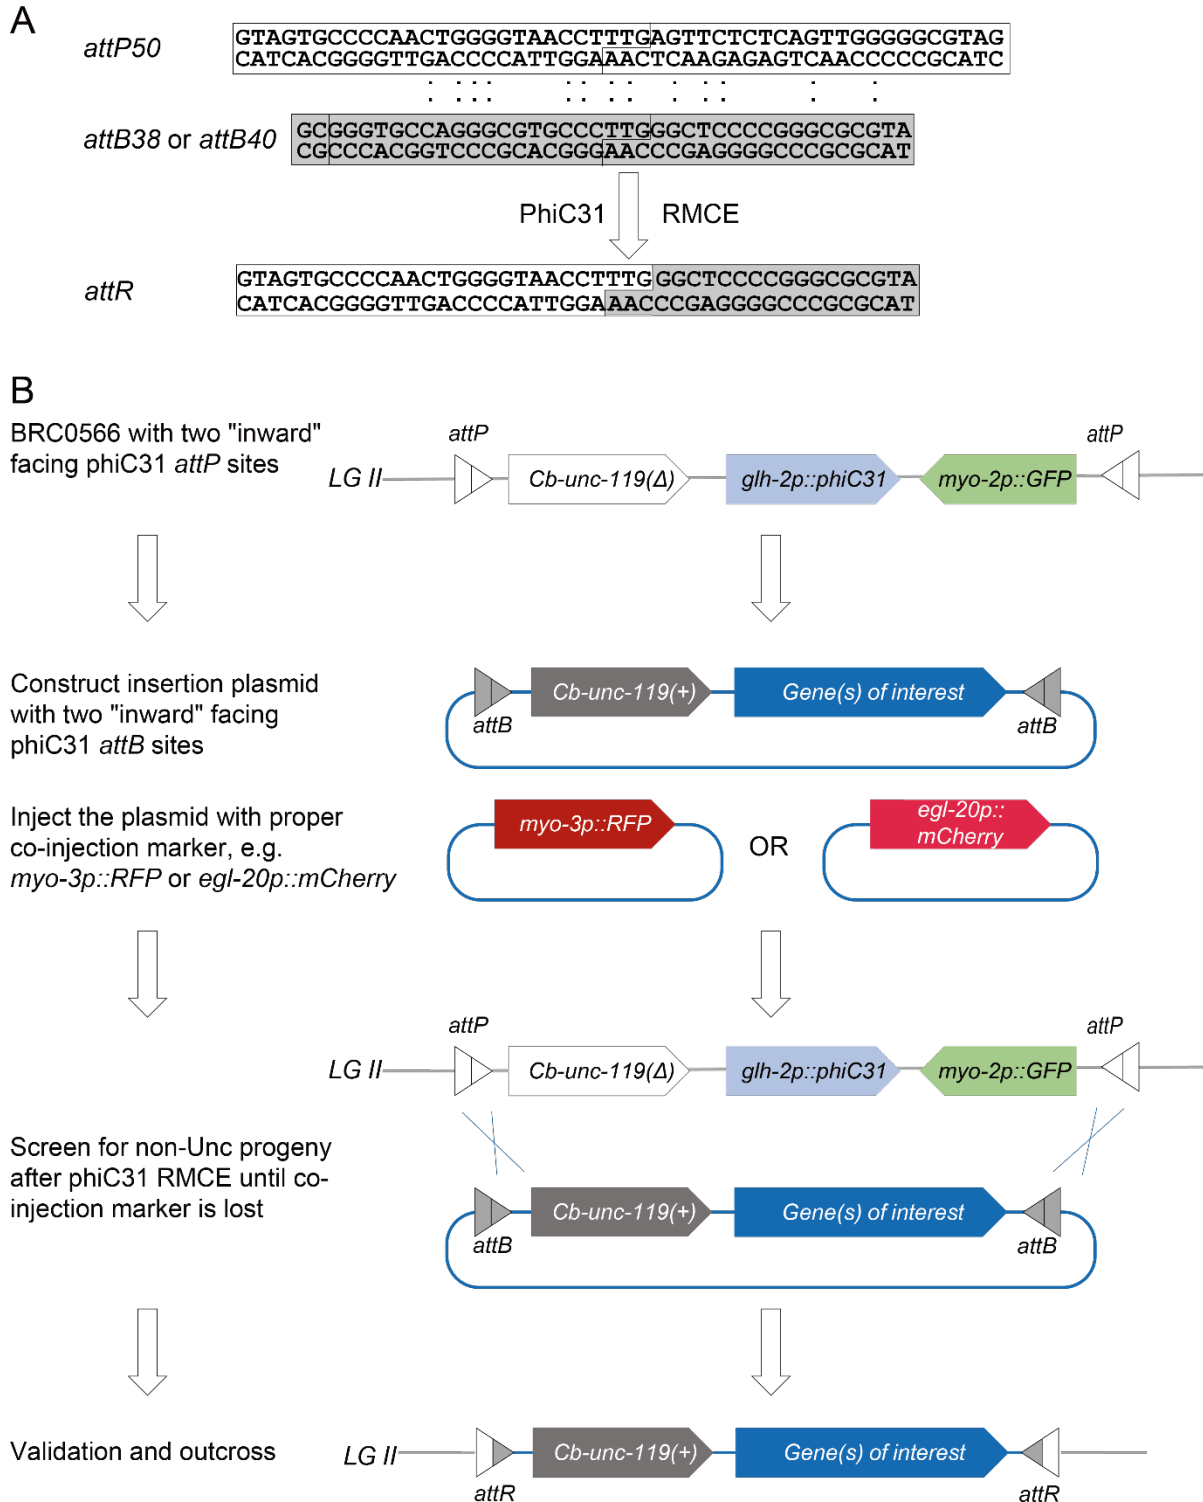 A
attP50
GTAGTGCCCCAACTGGGGTAACCTTTGAGTTCTCTCAGTTGGGGGCGTAG
CATCACGGGGTTGACCCCATTGGAAACTCAAGAGAGTCAACCCCCGCATC
attB38 or attB40
GCGGGTGCCAGGGCGTGCCCTTGGGCTCCCCGGGCGCGTA
CGCCCACGGTCCCGCACGGGAACCCGAGGGGCCCGCGCAT
PhiC31 RMCE
attR
GTAGTGCCCCAACTGGGGTAACCTTTGGGCTCCCCGGGCGCGTA
CATCACGGGGTTGACCCCATTGGAAACCCGAGGGGCCCGCGCAT
B
BRC0566 with two "inward"
facing phiC31 attP sites
attP
attP
LG II
Cb-unc-119(Δ)
glh-2p::phiC31
myo-2p::GFP
Construct insertion plasmid
with two "inward" facing
phiC31 attB sites
Cb-unc-119(+)
Gene(s) of interest
attB
attB
Inject the plasmid with proper
co-injection marker, e.g.
myo-3p::RFP or egl-20p::mCherry
myo-3p::RFP
OR
egl-20p::
mCherry
attP
attP
LG II
Cb-unc-119(Δ)
glh-2p::phiC31
myo-2p::GFP
Screen for non-Unc progeny
after phiC31 RMCE until co-
injection marker is lost
Cb-unc-119(+)
Gene(s) of interest
attB
attB
Validation and outcross
LG II
Cb-unc-119(+)
Gene(s) of interest
attR
attR